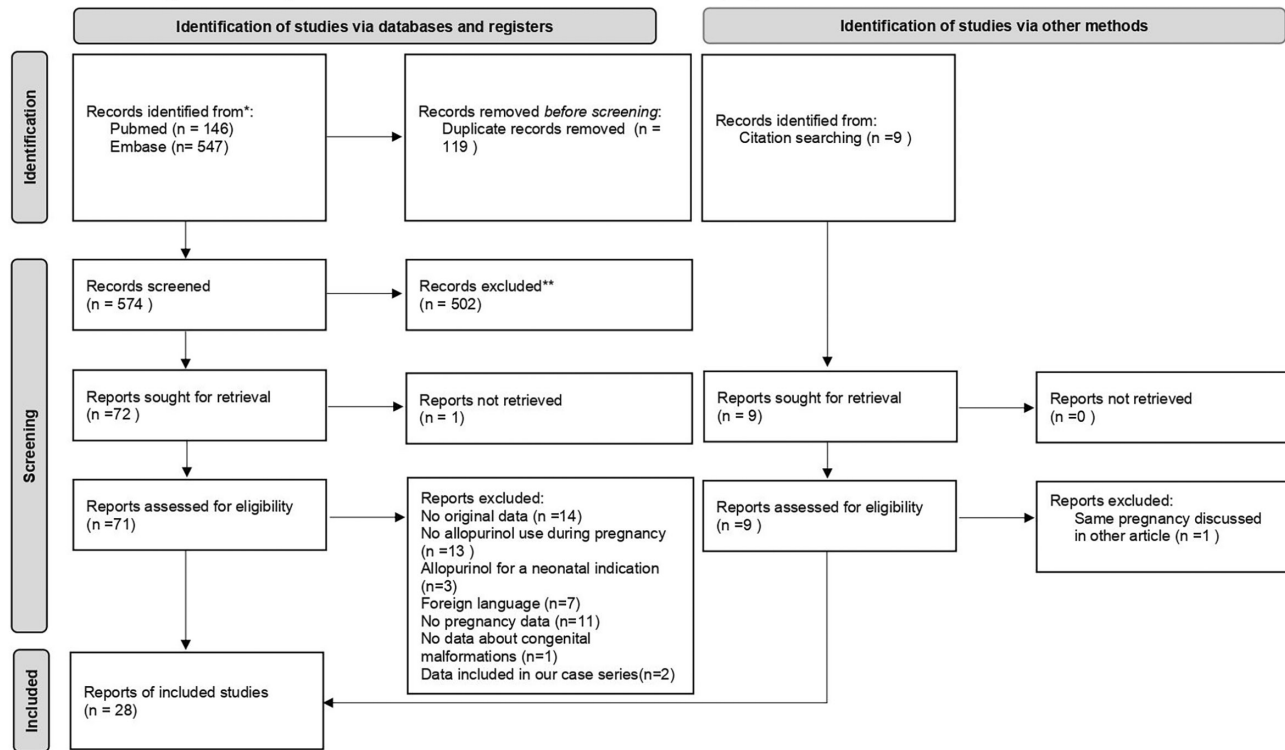 Identification of studies via databases and registers
Identification of studies via other methods
Identification
Records identified from*:
Pubmed (n = 146)
Embase (n= 547)
Records removed before screening:
Duplicate records removed (n =
119 )
Records identified from:
Citation searching (n =9 )
Screening
Records screened
(n = 574 )
Records excluded**
(n = 502)
Reports sought for retrieval
(n =72 )
Reports not retrieved
(n = 1)
Reports sought for retrieval
(n = 9)
Reports not retrieved
(n =0 )
Reports assessed for eligibility
(n =71)
Reports excluded:
No original data (n =14)
No allopurinol use during pregnancy
(n =13 )
Allopurinol for a neonatal indication
(n=3)
Foreign language (n=7)
No pregnancy data (n=11)
No data about congenital
malformations (n=1)
Data included in our case series(n=2)
Reports assessed for eligibility
(n =9 )
Reports excluded:
Same pregnancy discussed
in other article (n =1 )
Included
Reports of included studies
(n = 28)